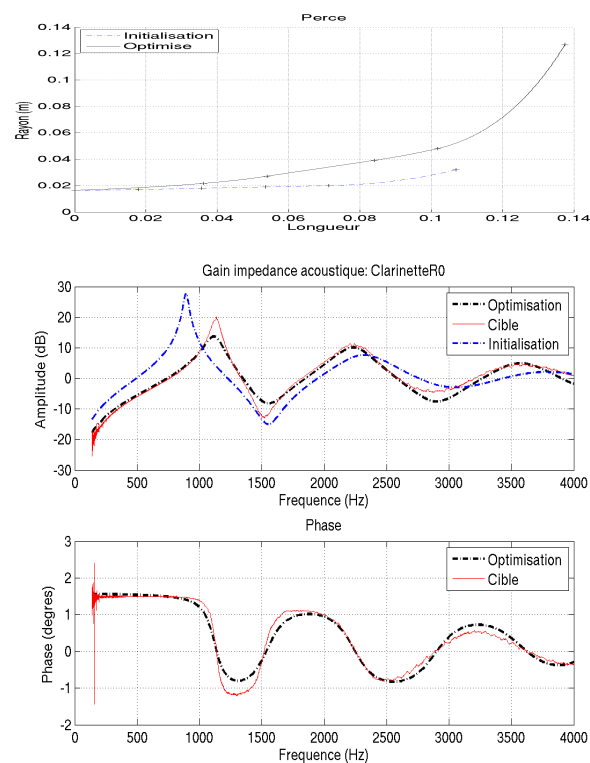 Perce
0.14
0.12
0.1
0.08
0.06
0.04
0.02
0
Rayon (m)
Initialisation
Optimise
0 0.02 0.04 0.06 0.08 0.1 0.12 0.14
Longueur
Gain impedance acoustique: ClarinetteR0
30
20
10
0
-10
-20
-30
Amplitude (dB)
Optimisation
Cible
Initialisation
0 500 1000 1500 2000 2500 3000 3500 4000
Frequence (Hz)
Phase
3
2
1
0
-1
-2
Phase (degres)
Optimisation
Cible
0 500 1000 1500 2000 2500 3000 3500 4000
Frequence (Hz)